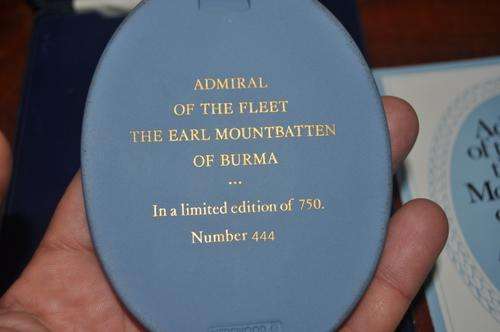 ADMIRAL
OF THE FLEET
THE EARL MOUNTBATTEN
OF BURMA
...
In a limited edition of 750.
Number 444